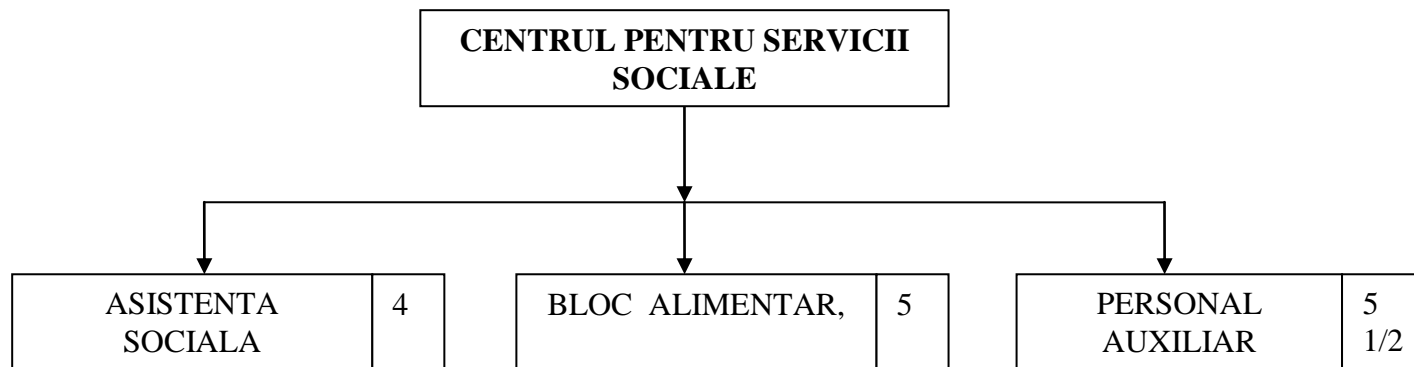 CENTRUL PENTRU SERVICII
SOCIALE
ASISTENTA
SOCIALA
4
BLOC ALIMENTAR,
5
PERSONAL
AUXILIAR
5
1/2